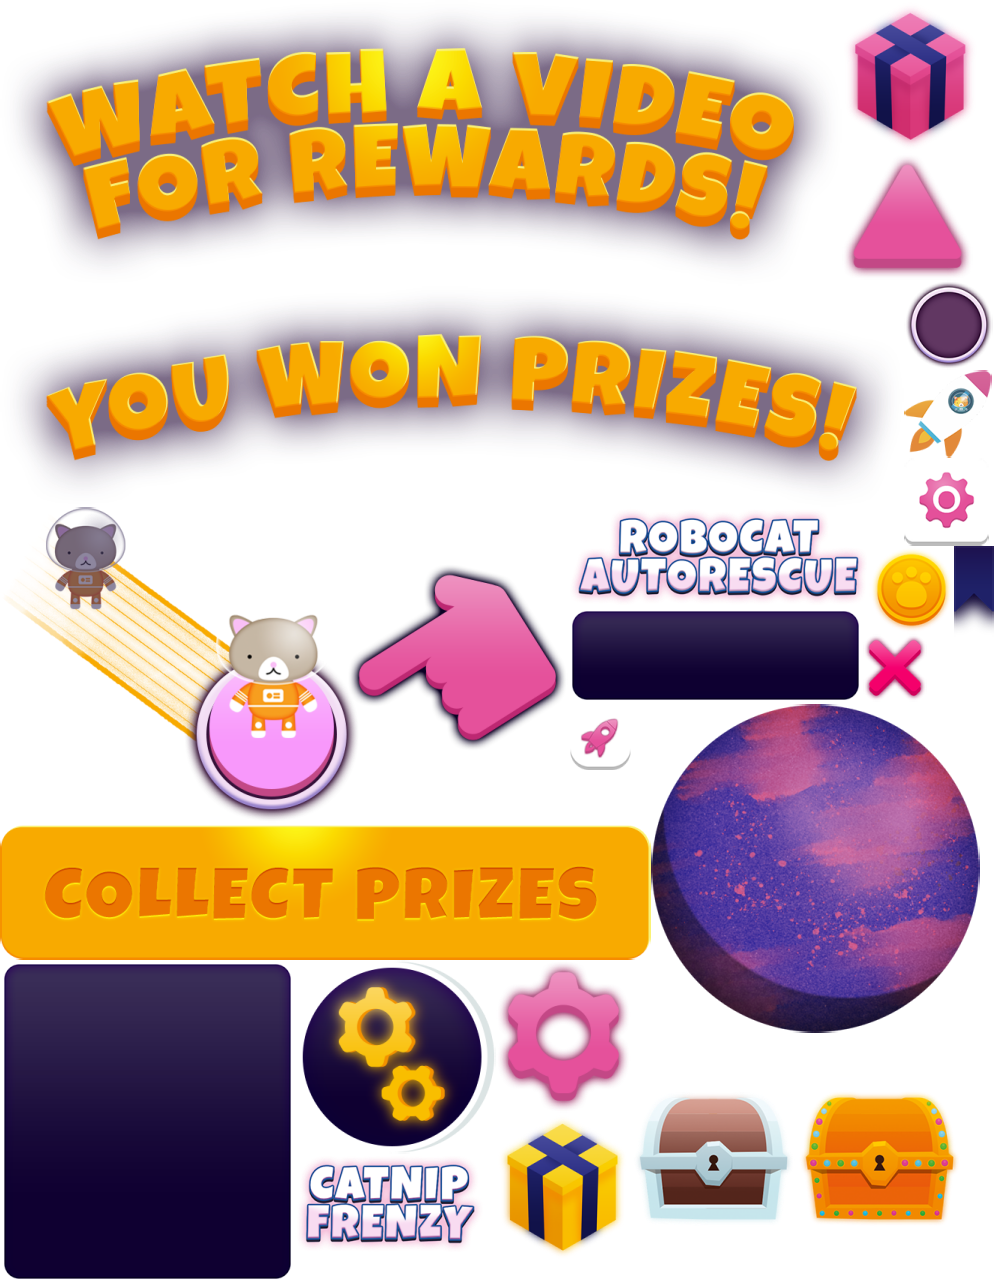 WATCH A VIDEO
FOR REWARDS!
YOU WON PRIZES!
ROBOCAT
AUTORESCUE
COLLECT PRIZES
CATNIP
FRENZY